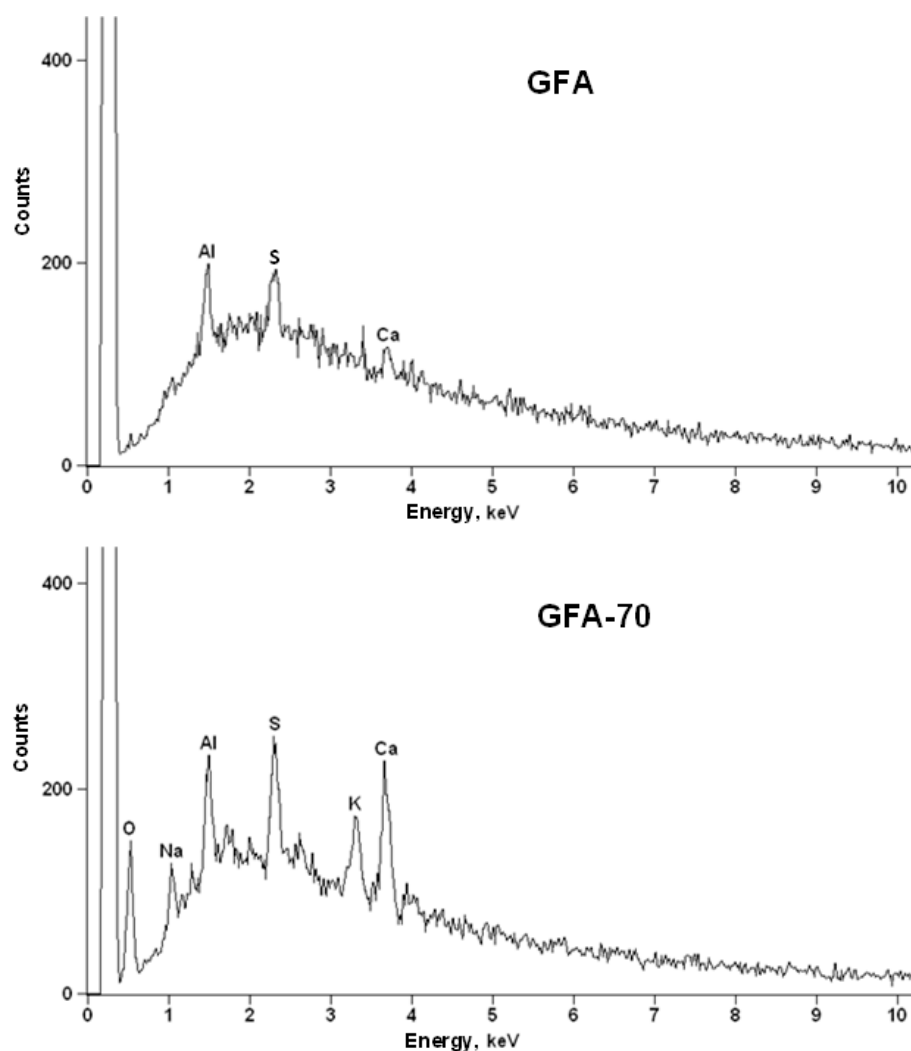 GFA
400
200
0
Counts
Al
S
Ca
0 1 2 3 4 5 6 7 8 9 10
Energy, keV
GFA-70
400
200
0
Counts
O
Na
Al
S
K
Ca
0 1 2 3 4 5 6 7 8 9 10
Energy, keV